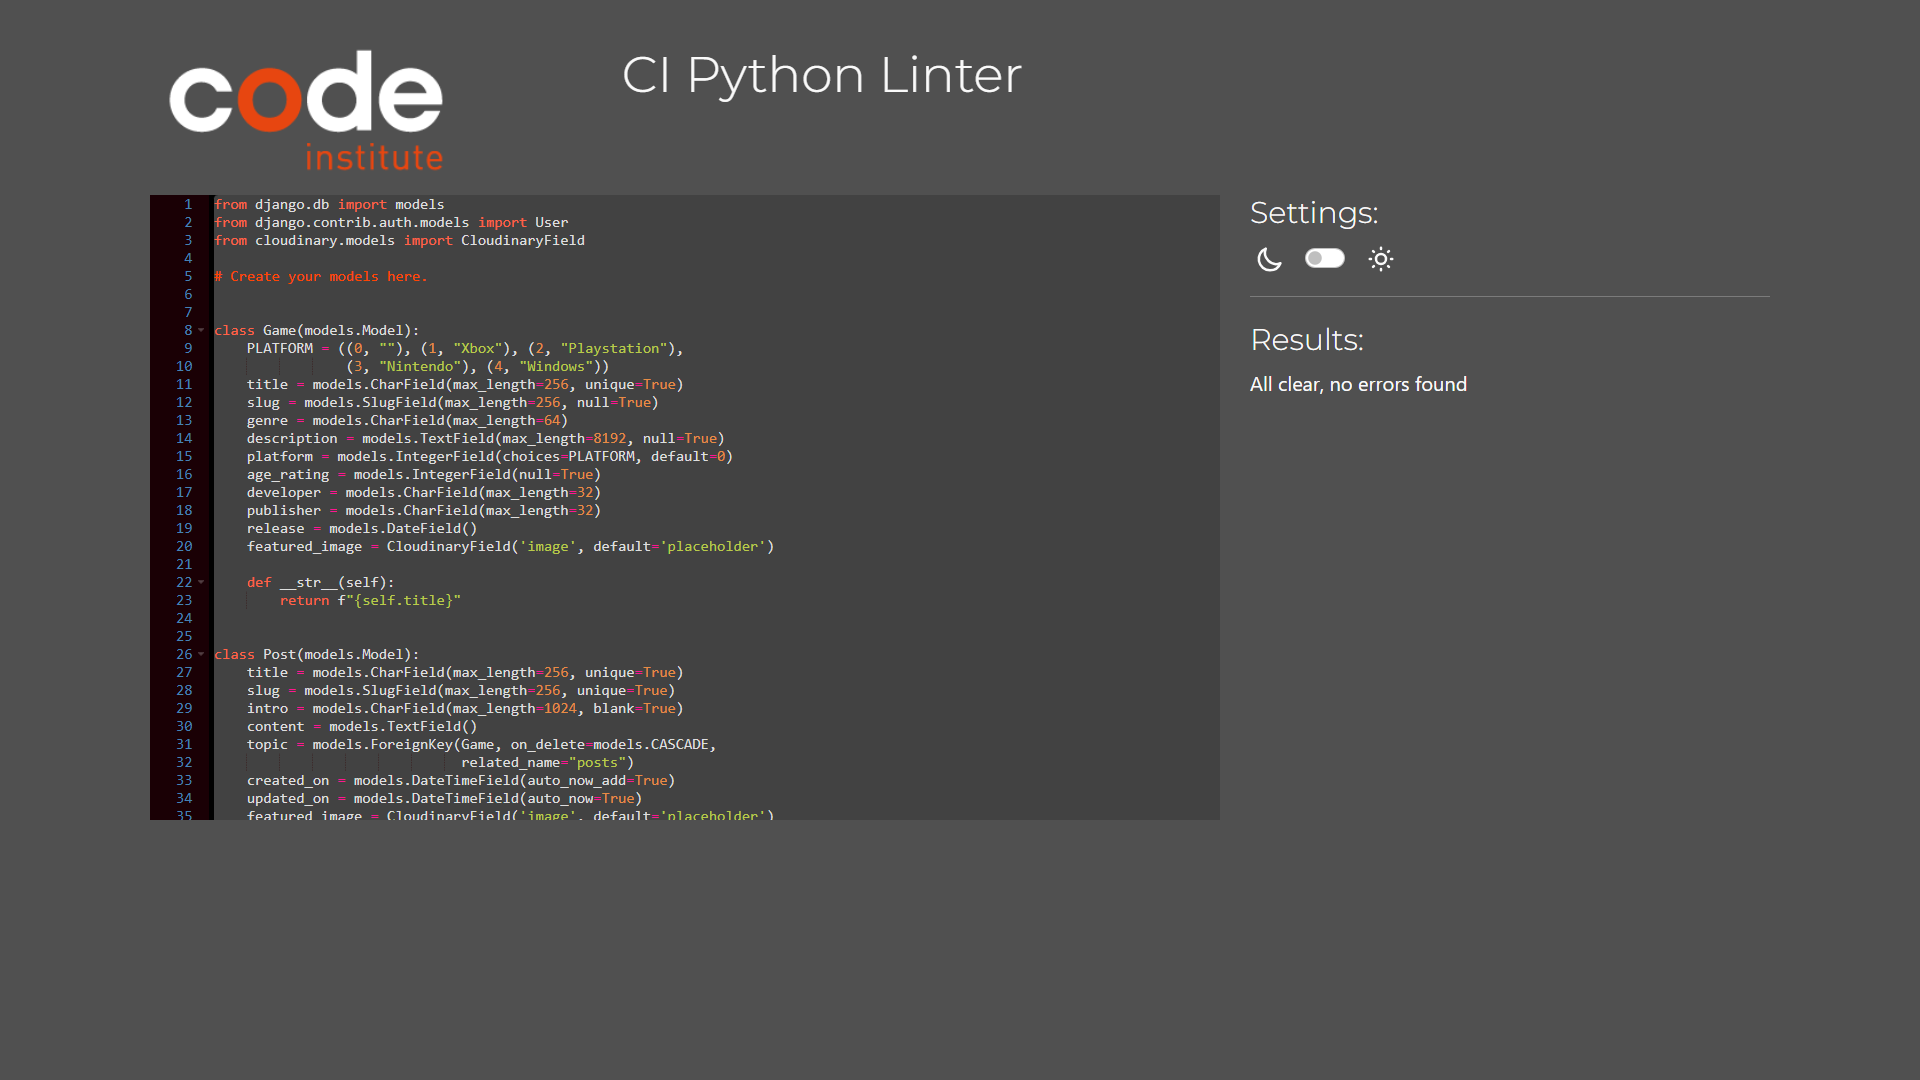 code
institute
CI Python Linter
1 from django.db import models
2 from django.contrib.auth.models import User
3 from cloudinary.models import CloudinaryField
4
5 # Create your models here.
6
7
8 class Game(models.Model):
9     PLATFORM = ((0, ""), (1, "Xbox"), (2, "Playstation"),
10                 (3, "Nintendo"), (4, "Windows"))
11     title = models.CharField(max_length=256, unique=True)
12     slug = models.SlugField(max_length=256, null=True)
13     genre = models.CharField(max_length=64)
14     description = models.TextField(max_length=8192, null=True)
15     platform = models.IntegerField(choices=PLATFORM, default=0)
16     age_rating = models.IntegerField(null=True)
17     developer = models.CharField(max_length=32)
18     publisher = models.CharField(max_length=32)
19     release = models.DateField()
20     featured_image = CloudinaryField('image', default='placeholder')
21
22     def __str__(self):
23         return f"{self.title}"
24
25
26 class Post(models.Model):
27     title = models.CharField(max_length=256, unique=True)
28     slug = models.SlugField(max_length=256, unique=True)
29     intro = models.CharField(max_length=1024, blank=True)
30     content = models.TextField()
31     topic = models.ForeignKey(Game, on_delete=models.CASCADE,
32                               related_name="posts")
33     created_on = models.DateTimeField(auto_now_add=True)
34     updated_on = models.DateTimeField(auto_now=True)
35     featured_image = CloudinaryField('image', default='placeholder')
Settings:
Results:
All clear, no errors found